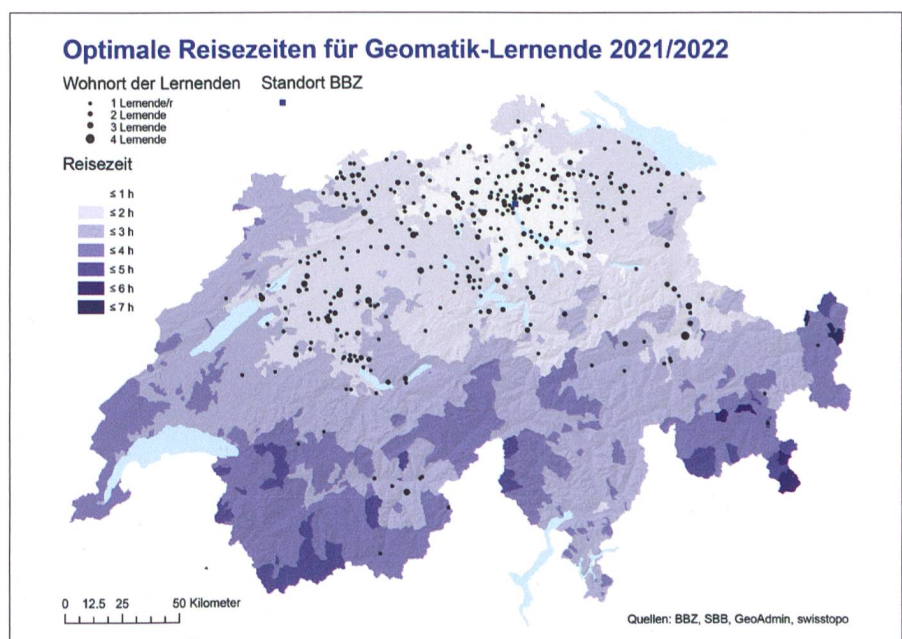 Optimale Reisezeiten für Geomatik-Lernende 2021/2022
Wohnort der Lernenden Standort BBZ
1 Lernende/r
2 Lernende
3 Lernende
4 Lernende
Reisezeit
≤ 1 h
≤ 2 h
≤ 3 h
≤ 4 h
≤ 5 h
≤ 6 h
≤ 7 h
0 12.5 25 50 Kilometer
Quellen: BBZ, SBB, GeoAdmin, swisstopo